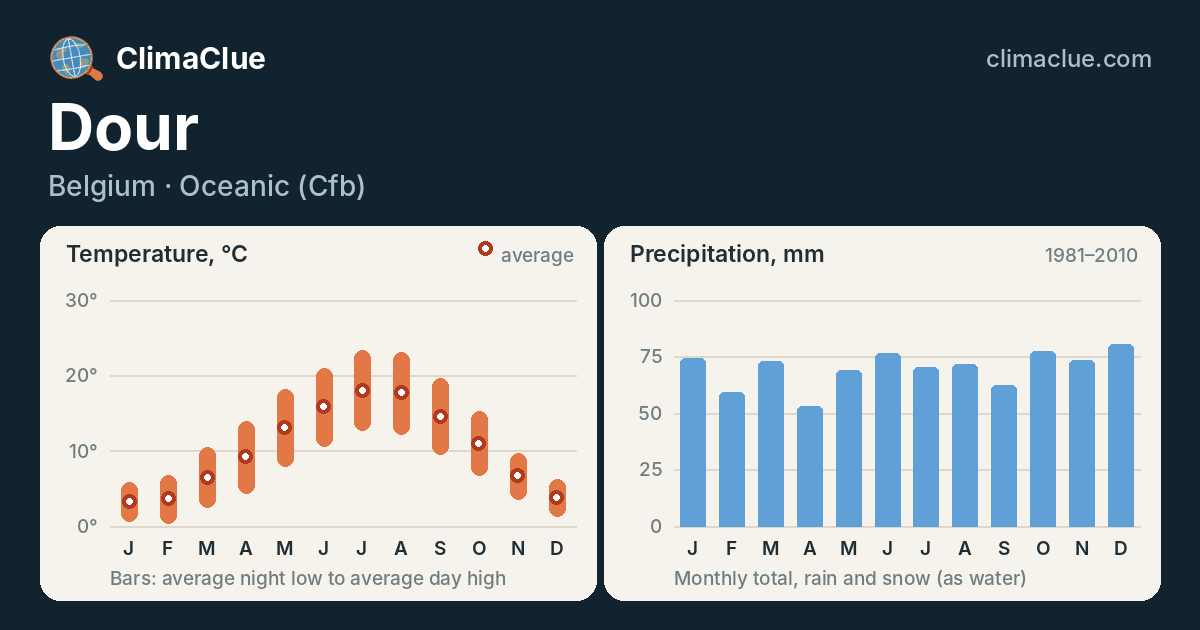 ClimaClue
climaclue.com
Dour
Belgium · Oceanic (Cfb)
Temperature, °C
average
30°
20°
10°
0°
J F M A M J J A S O N D
Bars: average night low to average day high
Precipitation, mm
1981–2010
100
75
50
25
0
J F M A M J J A S O N D
Monthly total, rain and snow (as water)